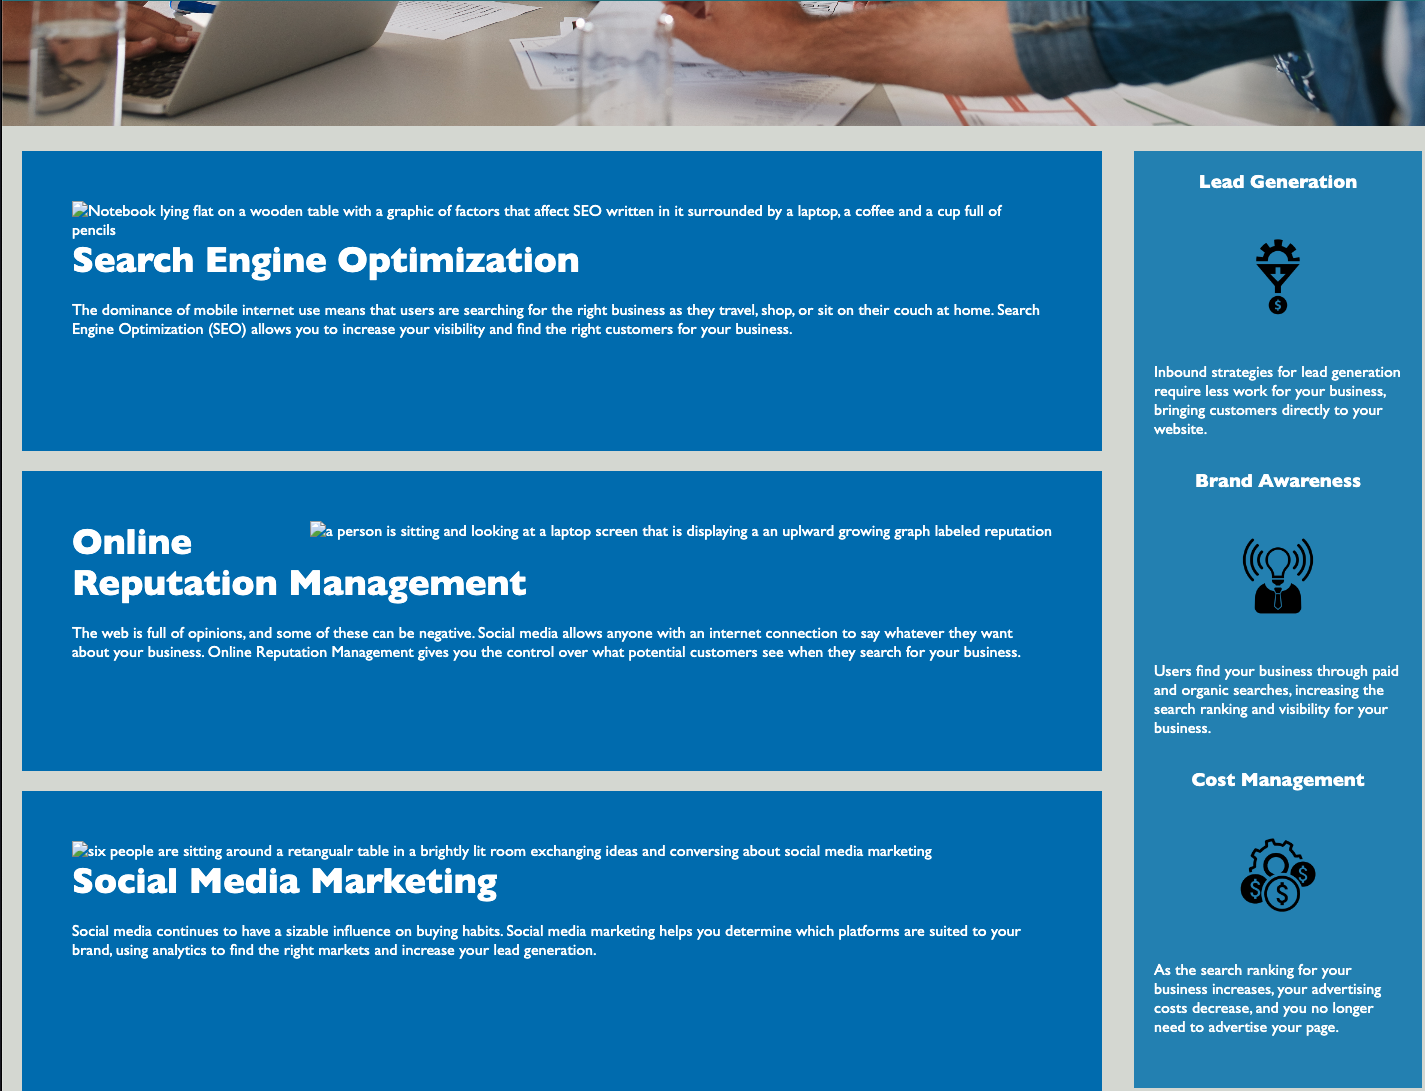 Notebook lying flat on a wooden table with a graphic of factors that affect SEO written in it surrounded by a laptop, a coffee and a cup full of
pencils
Search Engine Optimization
The dominance of mobile internet use means that users are searching for the right business as they travel, shop, or sit on their couch at home. Search
Engine Optimization (SEO) allows you to increase your visibility and find the right customers for your business.
a person is sitting and looking at a laptop screen that is displaying a an uplward growing graph labeled reputation
Online
Reputation Management
The web is full of opinions, and some of these can be negative. Social media allows anyone with an internet connection to say whatever they want
about your business. Online Reputation Management gives you the control over what potential customers see when they search for your business.
six people are sitting around a retangualr table in a brightly lit room exchanging ideas and conversing about social media marketing
Social Media Marketing
Social media continues to have a sizable influence on buying habits. Social media marketing helps you determine which platforms are suited to your
brand, using analytics to find the right markets and increase your lead generation.
Lead Generation
$
Inbound strategies for lead generation
require less work for your business,
bringing customers directly to your
website.
Brand Awareness
Users find your business through paid
and organic searches, increasing the
search ranking and visibility for your
business.
Cost Management
$ $ $
As the search ranking for your
business increases, your advertising
costs decrease, and you no longer
need to advertise your page.